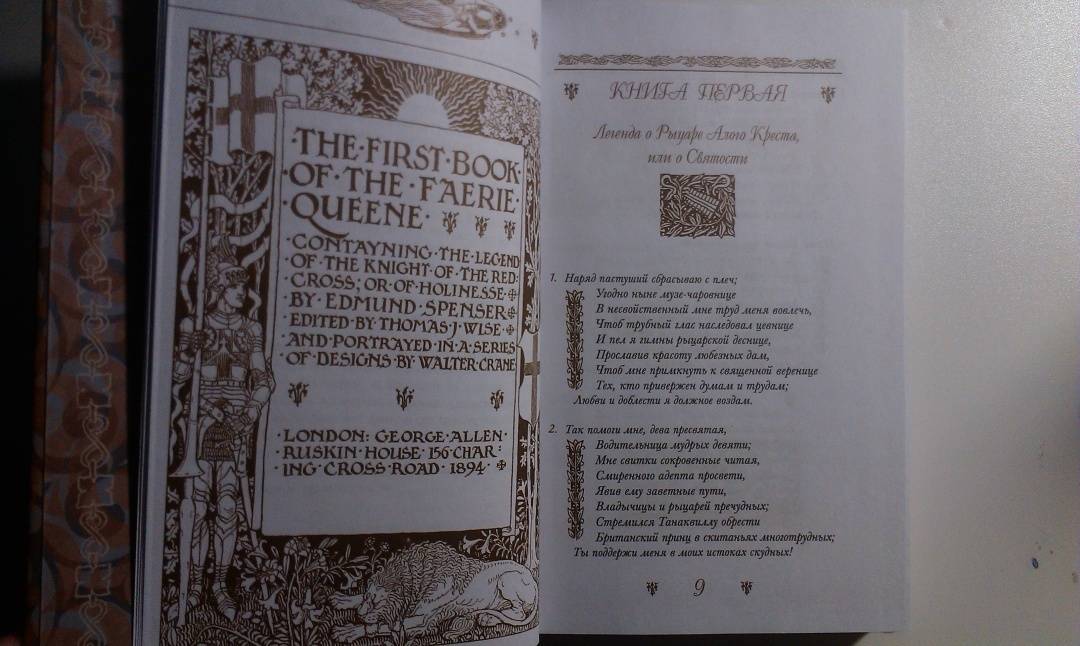 ·THE·FIRST·BOOK·
OF·THE·FAERIE·
QUEENE·
·CONTAYNING·THE·LEGEND
OF·THE·KNIGHT·OF·THE·RED·
CROSS;·OR·OF·HOLINESSE·
·BY·EDMUND·SPENSER·
EDITED·BY·THOMAS·J·WISE·
·AND·PORTRAYED·IN·A·SERIES
OF·DESIGNS·BY·WALTER·CRANE·
·LONDON: GEORGE·ALLEN·
RUSKIN·HOUSE·156·CHAR-
ING·CROSS·ROAD·1894·
КНИГА ПЕРВАЯ
Легенда о Рыцаре Алого Креста,
или о Святости
1. Наряд пастуший сбрасываю с плеч;
Угодно ныне музе-чаровнице
В несвойственный мне труд меня вовлечь,
Чтоб трубный глас наследовал цевнице
И пел я гимны рыцарской деснице,
Прославив красоту любезных дам,
Чтоб мне примкнуть к священной веренице
Тех, кто привержен думам и трудам;
Любви и доблести я должное воздам.
2. Так помоги мне, дева пресвятая,
Водительница мудрых девяти;
Мне свитки сокровенные читая,
Смиренного адепта просвети,
Явив ему заветные пути,
Владычицы и рыцарей пречудных;
Стремился Танаквиллу обрести
Британский принц в скитаньях многотрудных;
Ты поддержи меня в моих истоках скудных!
9